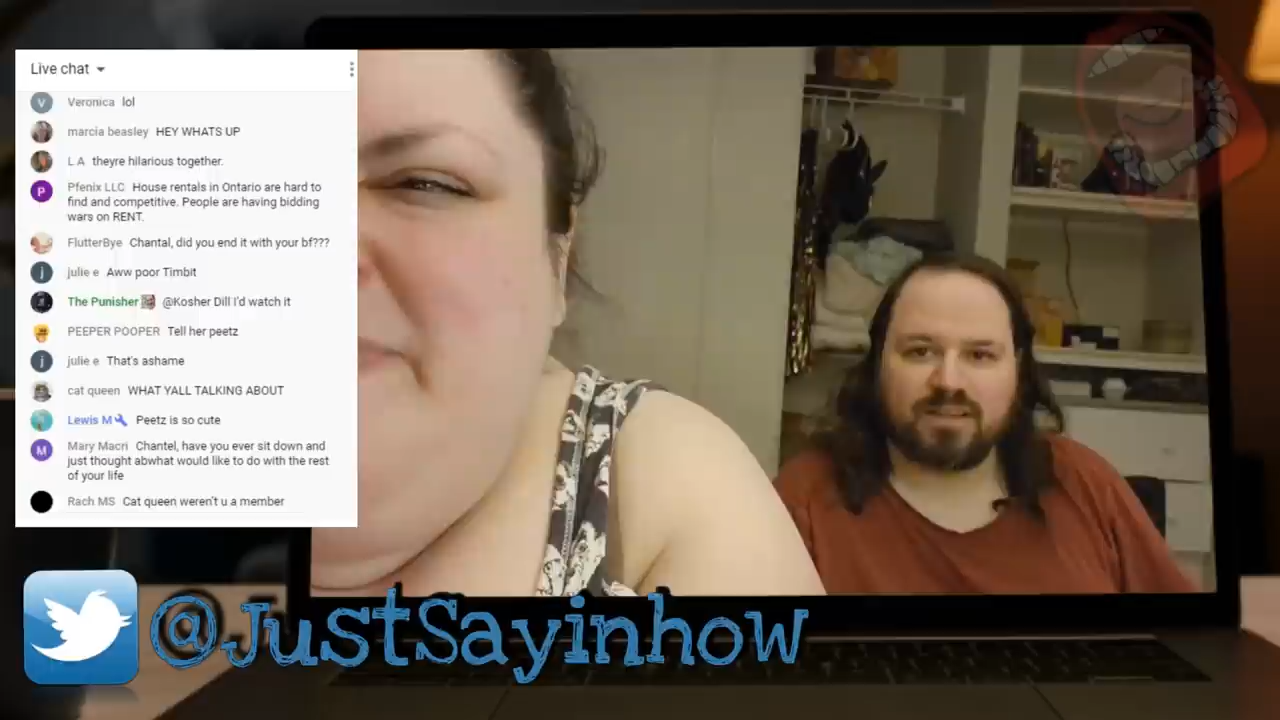 Live chat
Veronica lol
marcia beasley HEY WHATS UP
L A theyre hilarious together.
Pfenix LLC House rentals in Ontario are hard to
find and competitive. People are having bidding
wars on RENT.
FlutterBye Chantal, did you end it with your bf???
julie e Aww poor Timbit
The Punisher @Kosher Dill I'd watch it
PEEPER POOPER Tell her peetz
julie e That's ashame
cat queen WHAT YALL TALKING ABOUT
Lewis M Peetz is so cute
M Mary Macri Chantel, have you ever sit down and
just thought abwhat would like to do with the rest
of your life
Rach MS Cat queen weren't u a member
@JustSayinhow